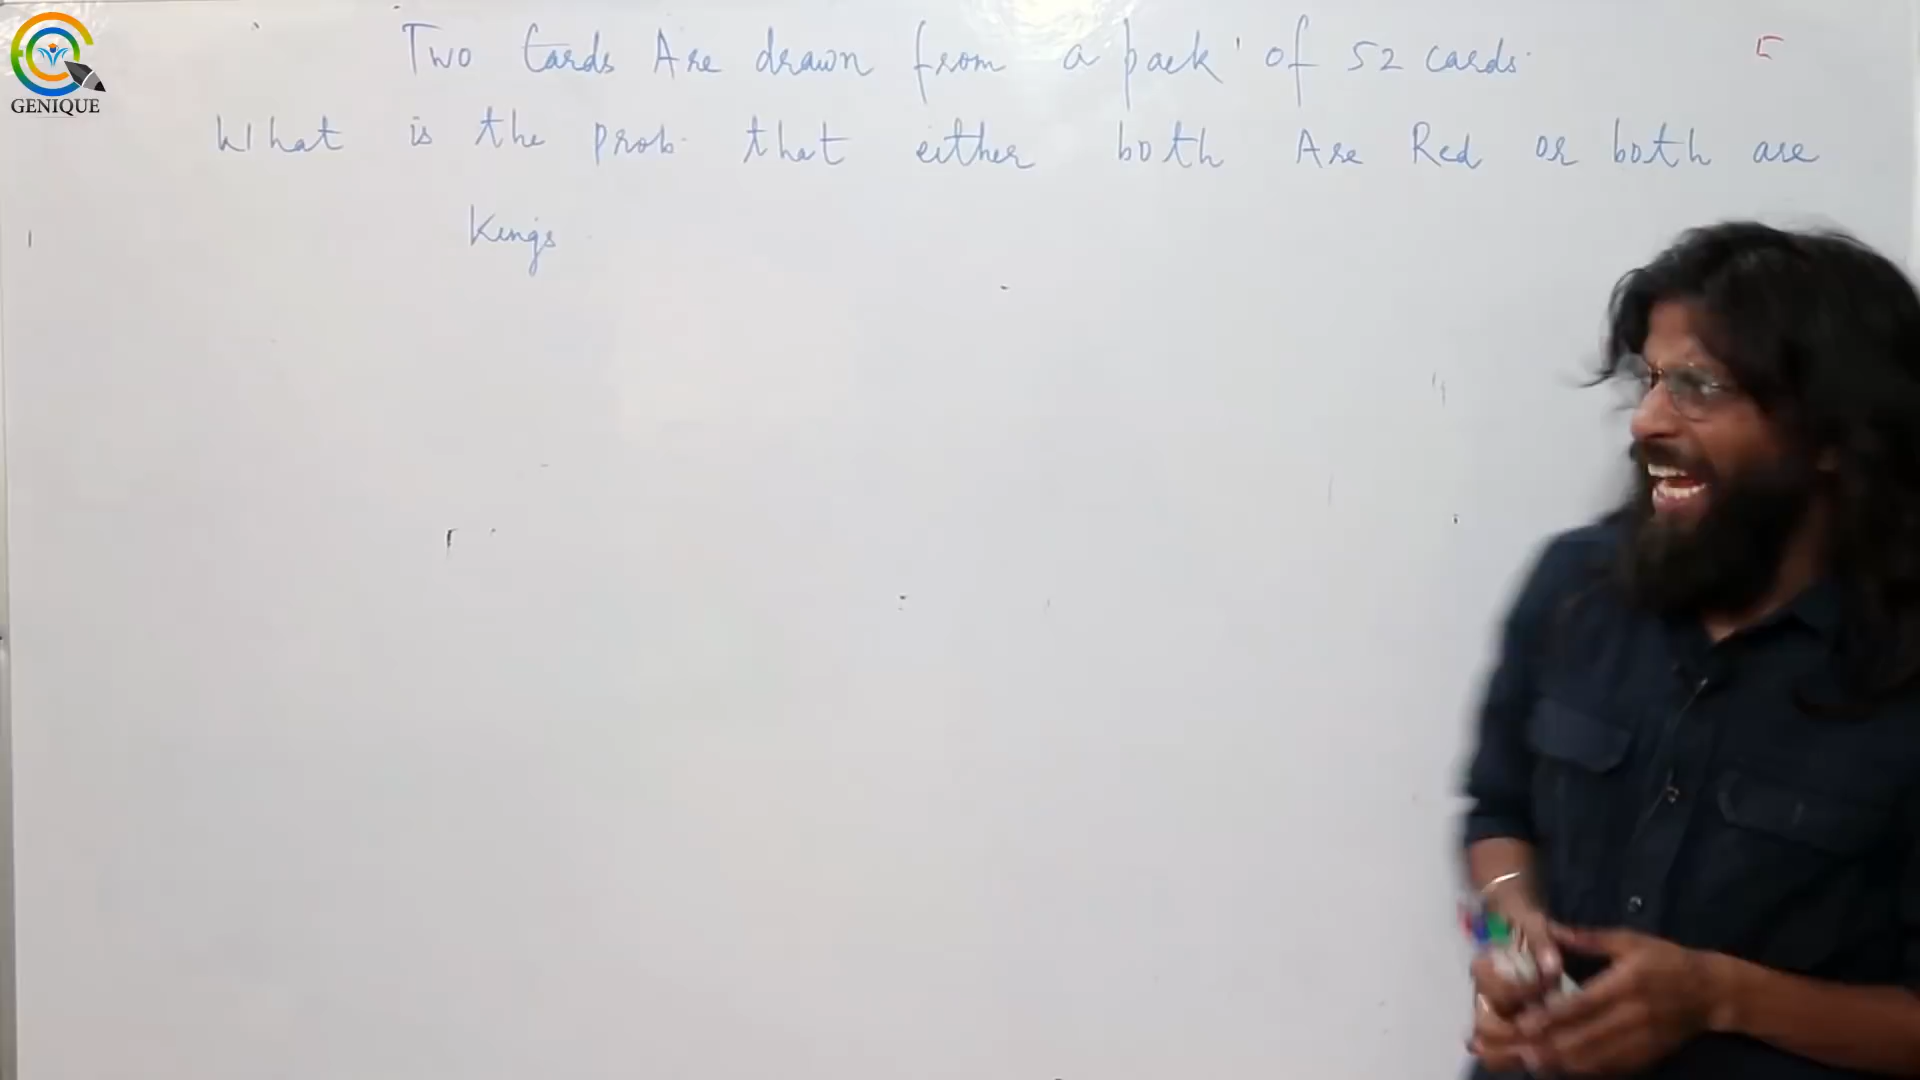 GENIQUE
Two Cards Are drawn from a pack of 52 cards.
What is the prob. that either both Are Red or both are
Kings